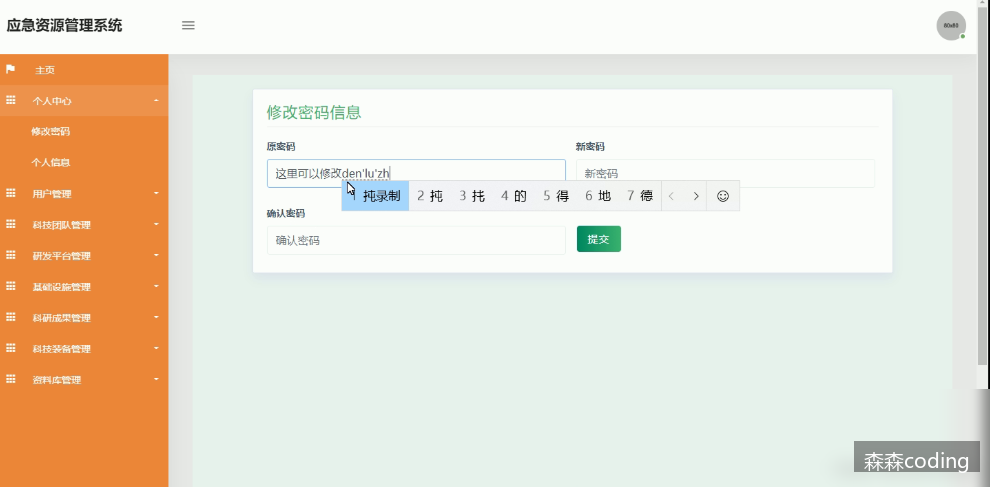 应急资源管理系统
80x80
主页
个人中心
修改密码
个人信息
用户管理
科技团队管理
研发平台管理
基础设施管理
科研成果管理
科技装备管理
资料库管理
修改密码信息
原密码
新密码
这里可以修改den'lu'zh
新密码
扽录制 2 扽 3 扥 4 的 5 得 6 地 7 德
确认密码
确认密码
提交
森森coding